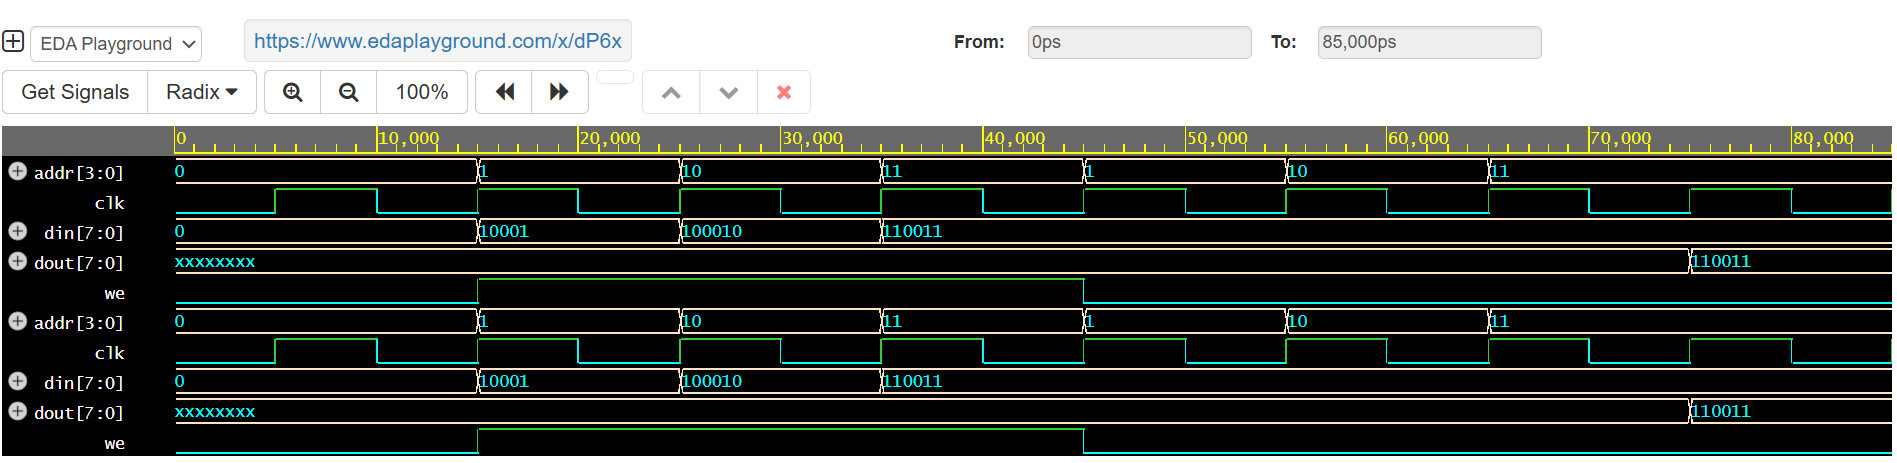 EDA Playground https://www.edaplayground.com/x/dP6x From: 0ps To: 85,000ps
Get Signals Radix 100%
0 10,000 20,000 30,000 40,000 50,000 60,000 70,000 80,000
addr[3:0] 0 1 10 11 1 10 11
clk
din[7:0] 0 10001 100010 110011
dout[7:0] xxxxxxxx 110011
we
addr[3:0] 0 1 10 11 1 10 11
clk
din[7:0] 0 10001 100010 110011
dout[7:0] xxxxxxxx 110011
we